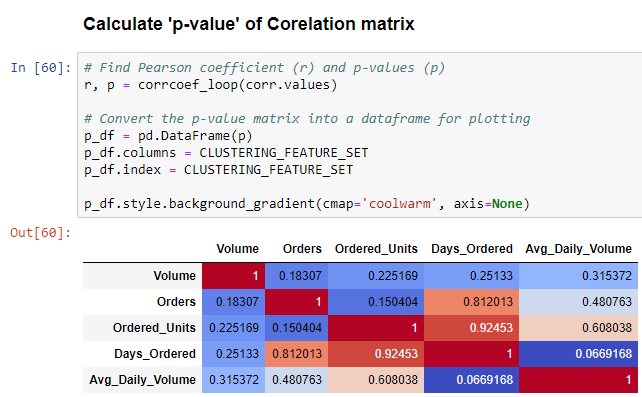 Calculate 'p-value' of Corelation matrix
In [60]: # Find Pearson coefficient (r) and p-values (p)
r, p = corrcoef_loop(corr.values)
# Convert the p-value matrix into a dataframe for plotting
p_df = pd.DataFrame(p)
p_df.columns = CLUSTERING_FEATURE_SET
p_df.index = CLUSTERING_FEATURE_SET
p_df.style.background_gradient(cmap='coolwarm', axis=None)
Out[60]:
Volume Orders Ordered_Units Days_Ordered Avg_Daily_Volume
Volume 1 0.18307 0.225169 0.25133 0.315372
Orders 0.18307 1 0.150404 0.812013 0.480763
Ordered_Units 0.225169 0.150404 1 0.92453 0.608038
Days_Ordered 0.25133 0.812013 0.92453 1 0.0669168
Avg_Daily_Volume 0.315372 0.480763 0.608038 0.0669168 1